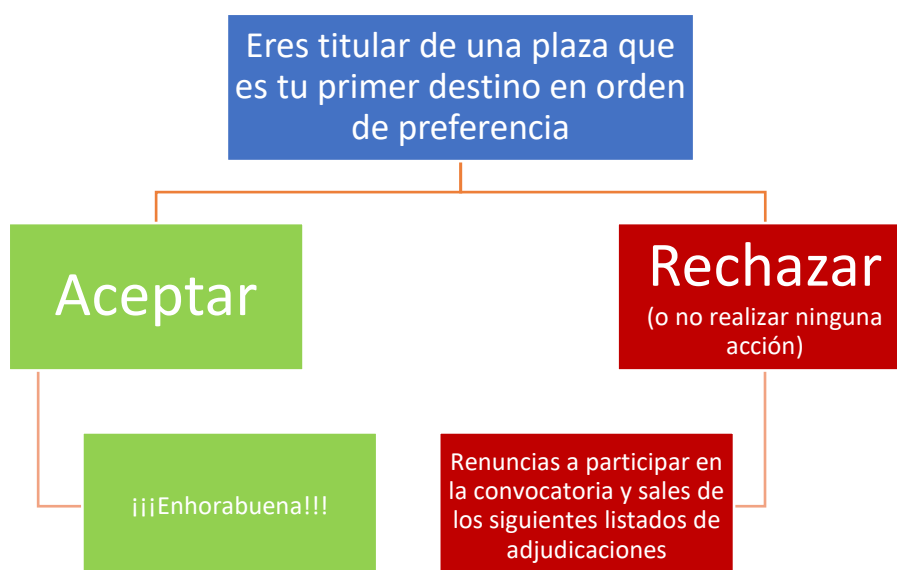 Eres titular de una plaza que
es tu primer destino en orden
de preferencia
Aceptar
Rechazar
(o no realizar ninguna
acción)
¡¡¡Enhorabuena!!!
Renuncias a participar en
la convocatoria y sales de
los siguientes listados de
adjudicaciones